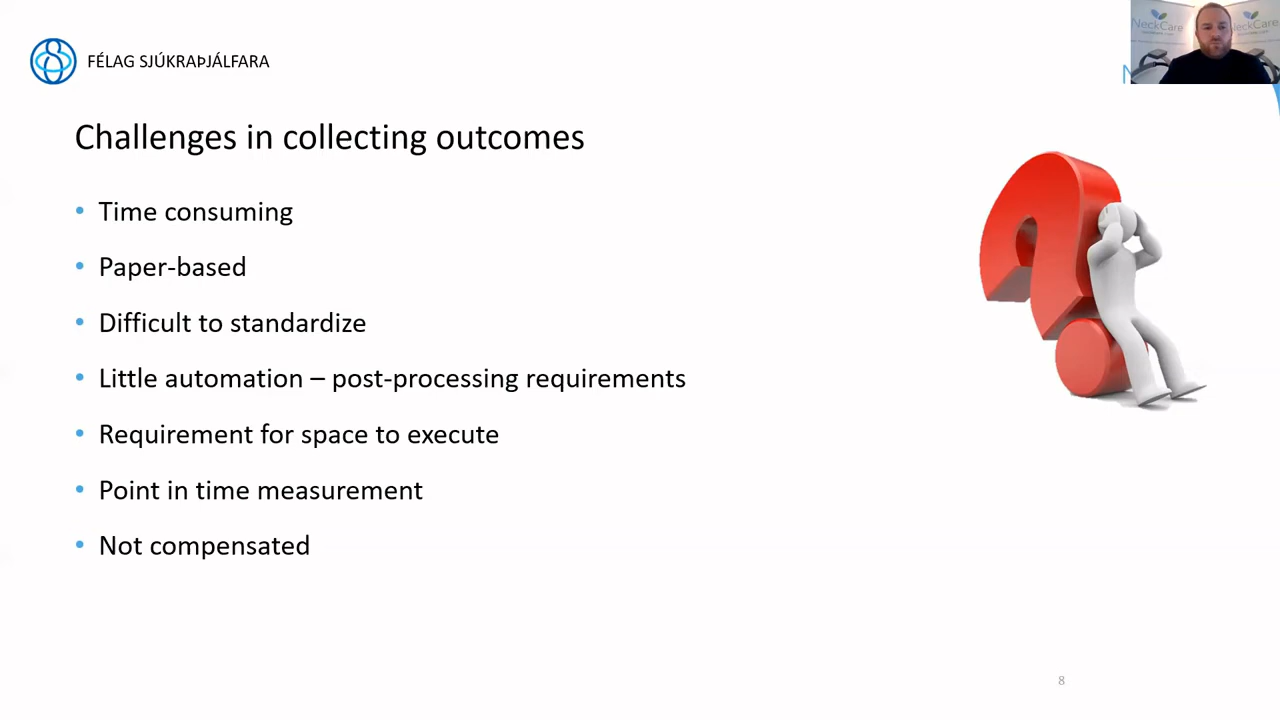 FÉLAG SJÚKRAÞJÁLFARA
NeckCare
Challenges in collecting outcomes
• Time consuming
• Paper-based
• Difficult to standardize
• Little automation – post-processing requirements
• Requirement for space to execute
• Point in time measurement
• Not compensated
8